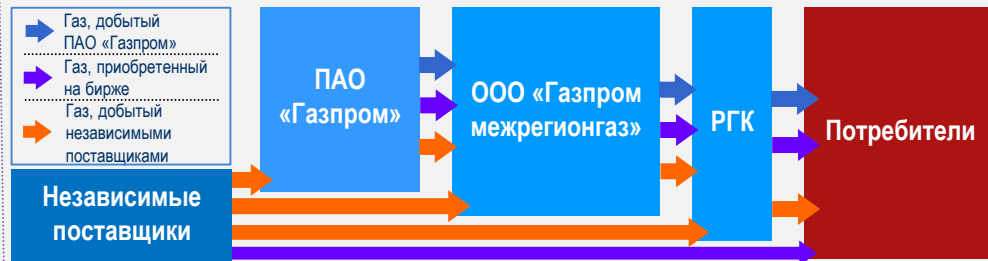 Газ, добытый
ПАО «Газпром»
Газ, приобретенный
на бирже
Газ, добытый
независимыми
поставщиками
Независимые
поставщики
ПАО
«Газпром»
ООО «Газпром
межрегионгаз»
РГК
Потребители